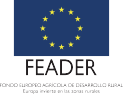 FEADER
FONDO EUROPEO AGRÍCOLA DE DESARROLLO RURAL
Europa invierte en las zonas rurales